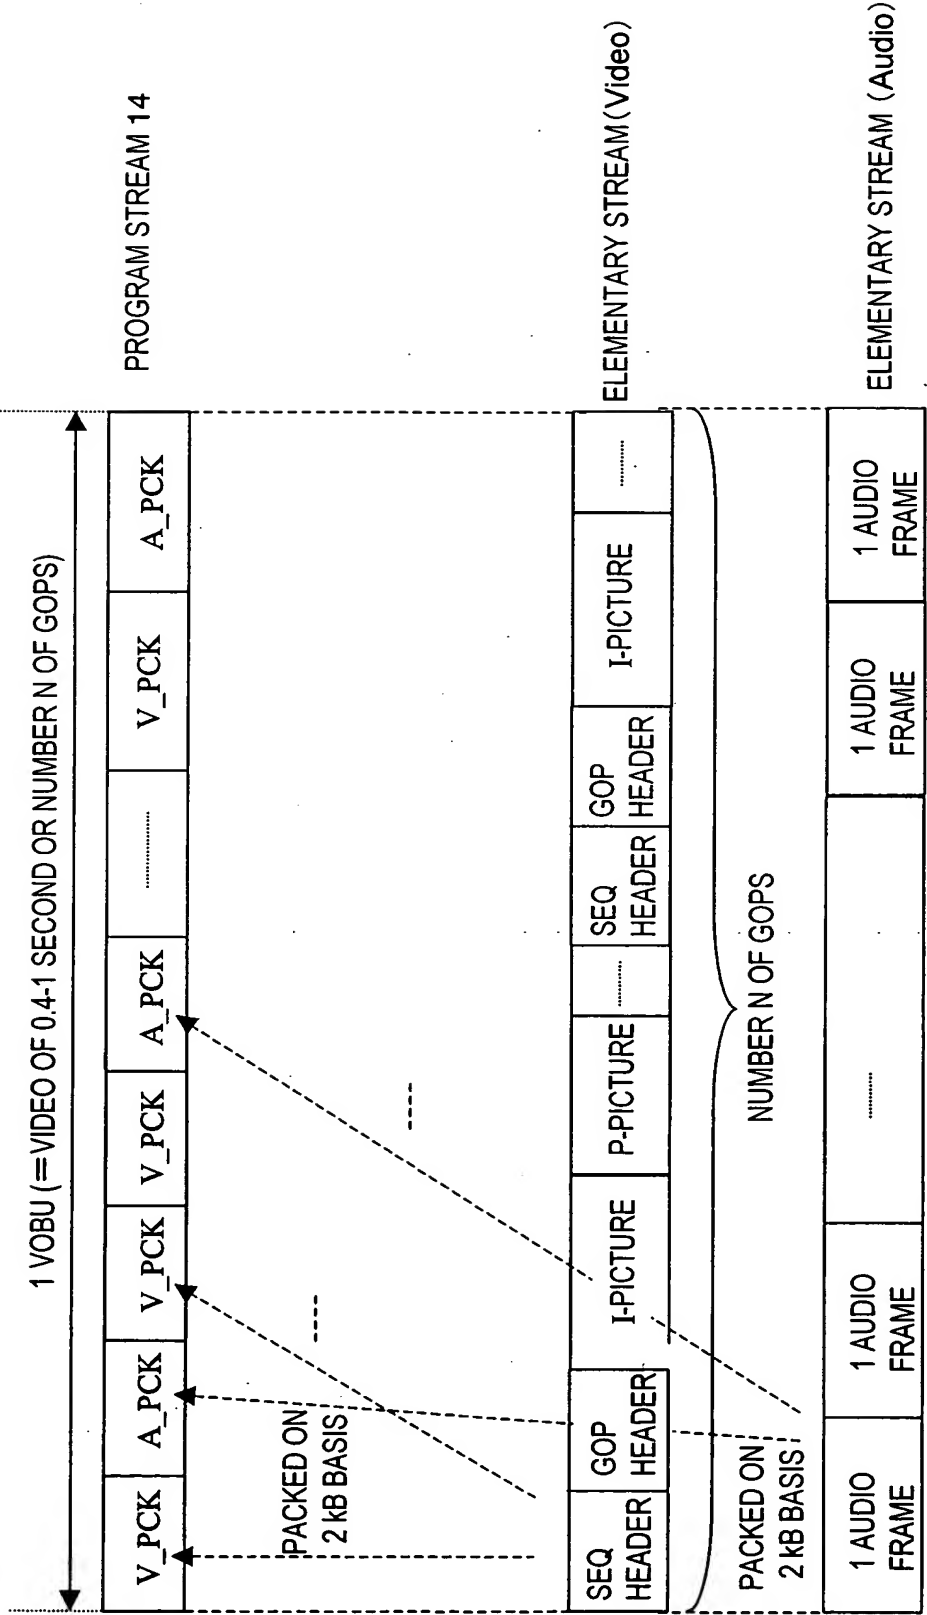 1 VOBU (=VIDEO OF 0.4-1 SECOND OR NUMBER N OF GOPS)
V_PCK
A_PCK
V_PCK
V_PCK
A_PCK
............
V_PCK
A_PCK
PROGRAM STREAM 14
PACKED ON
2 kB BASIS
SEQ
HEADER
GOP
HEADER
I-PICTURE
P-PICTURE
............
SEQ
HEADER
GOP
HEADER
I-PICTURE
............
ELEMENTARY STREAM (Video)
NUMBER N OF GOPS
PACKED ON
2 kB BASIS
1 AUDIO
FRAME
1 AUDIO
FRAME
............
1 AUDIO
FRAME
1 AUDIO
FRAME
ELEMENTARY STREAM (Audio)